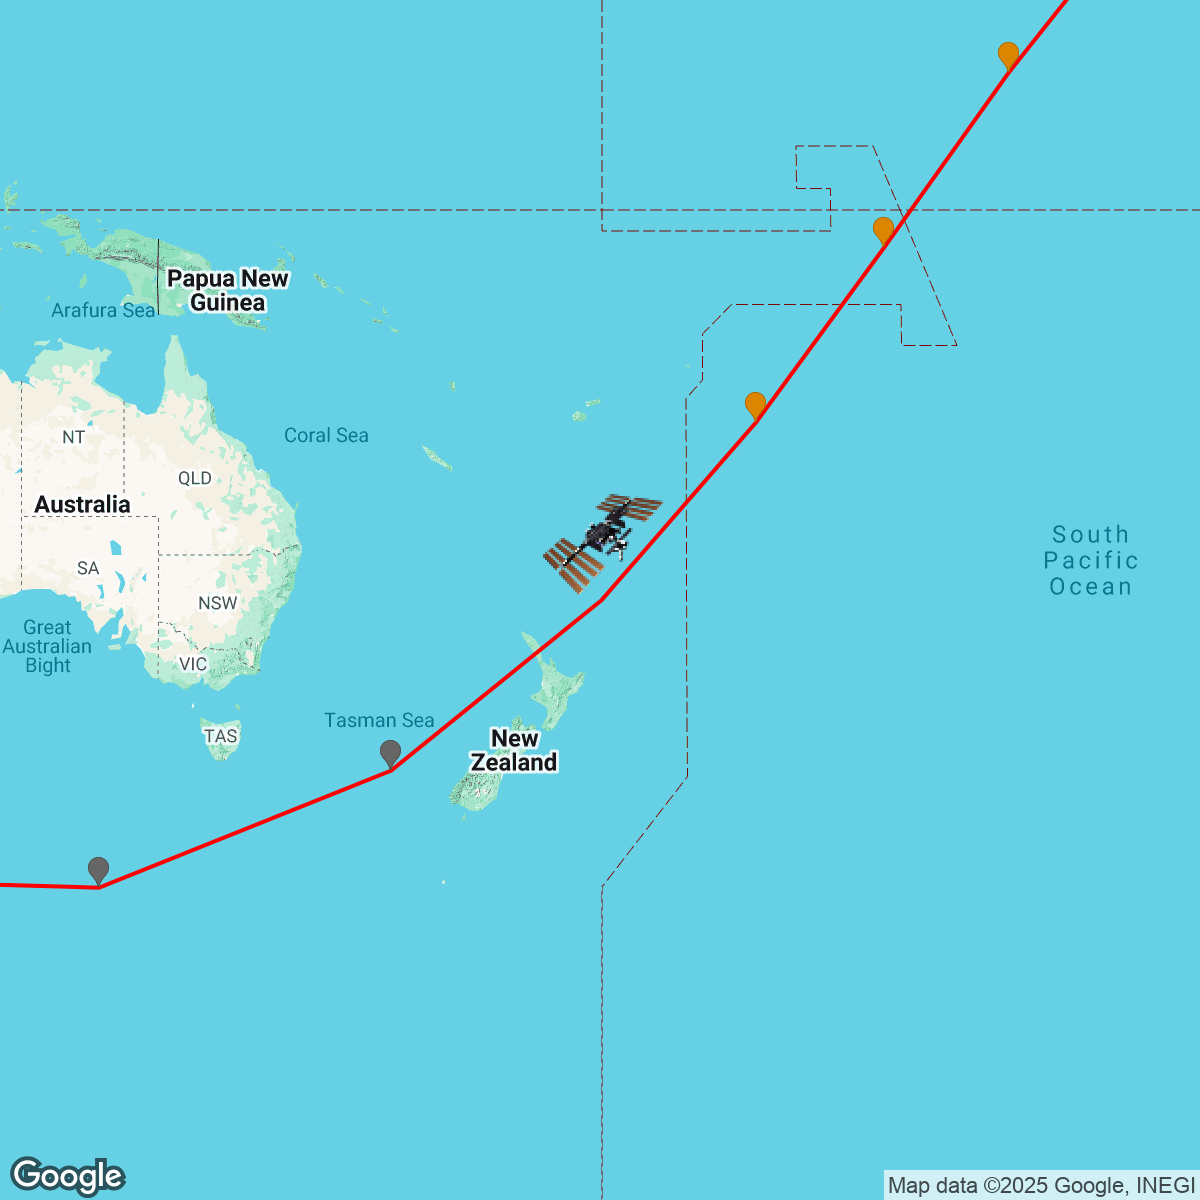 Papua New
Guinea
Arafura Sea
Coral Sea
NT
QLD
Australia
South
Pacific
Ocean
SA
NSW
Great
Australian
Bight
VIC
Tasman Sea
TAS
New
Zealand
Google
Map data ©2025 Google, INEGI